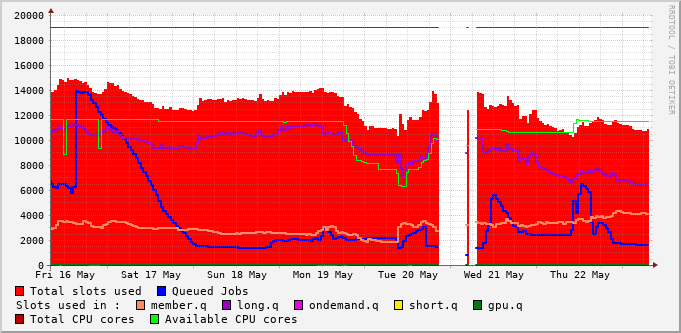 RRDTOOL / TOBI OETIKER
20000
18000
16000
14000
12000
10000
8000
6000
4000
2000
0
Fri 16 May Sat 17 May Sun 18 May Mon 19 May Tue 20 May Wed 21 May Thu 22 May
Total slots used Queued Jobs
Slots used in : member.q long.q ondemand.q short.q gpu.q
Total CPU cores Available CPU cores